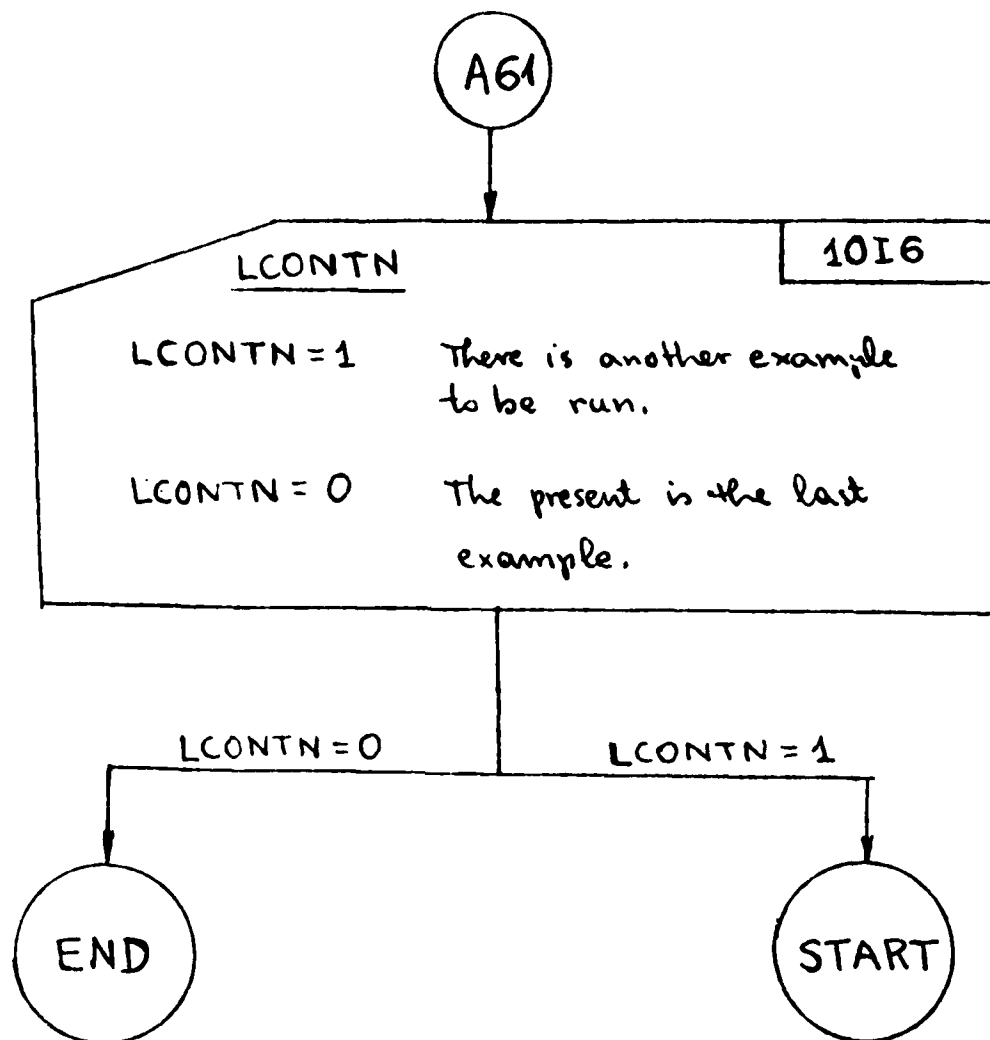 A61
LCONTN
10I6
LCONTN = 1 There is another example
to be run.
LCONTN = 0 The present is the last
example.
LCONTN = 0
LCONTN = 1
END
START